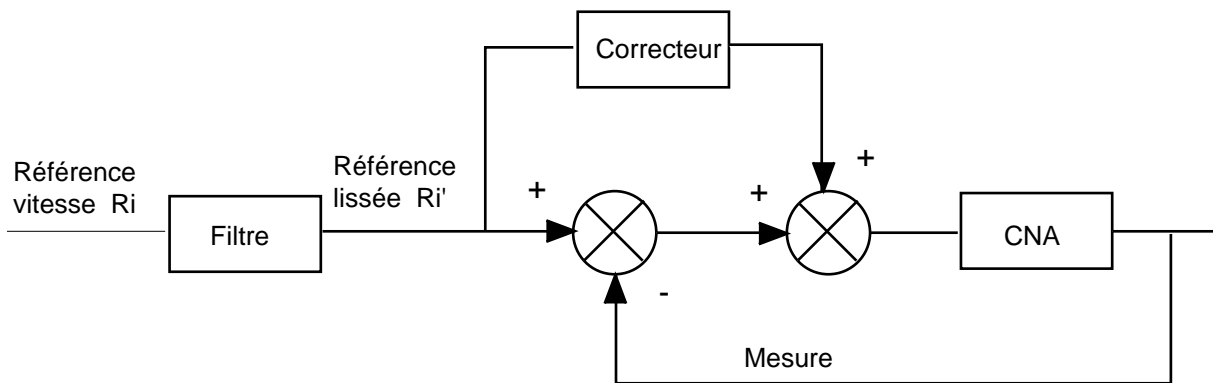 Correcteur
Référence
vitesse Ri
Référence
lissée Ri'
+
+
+
Filtre
CNA
-
Mesure